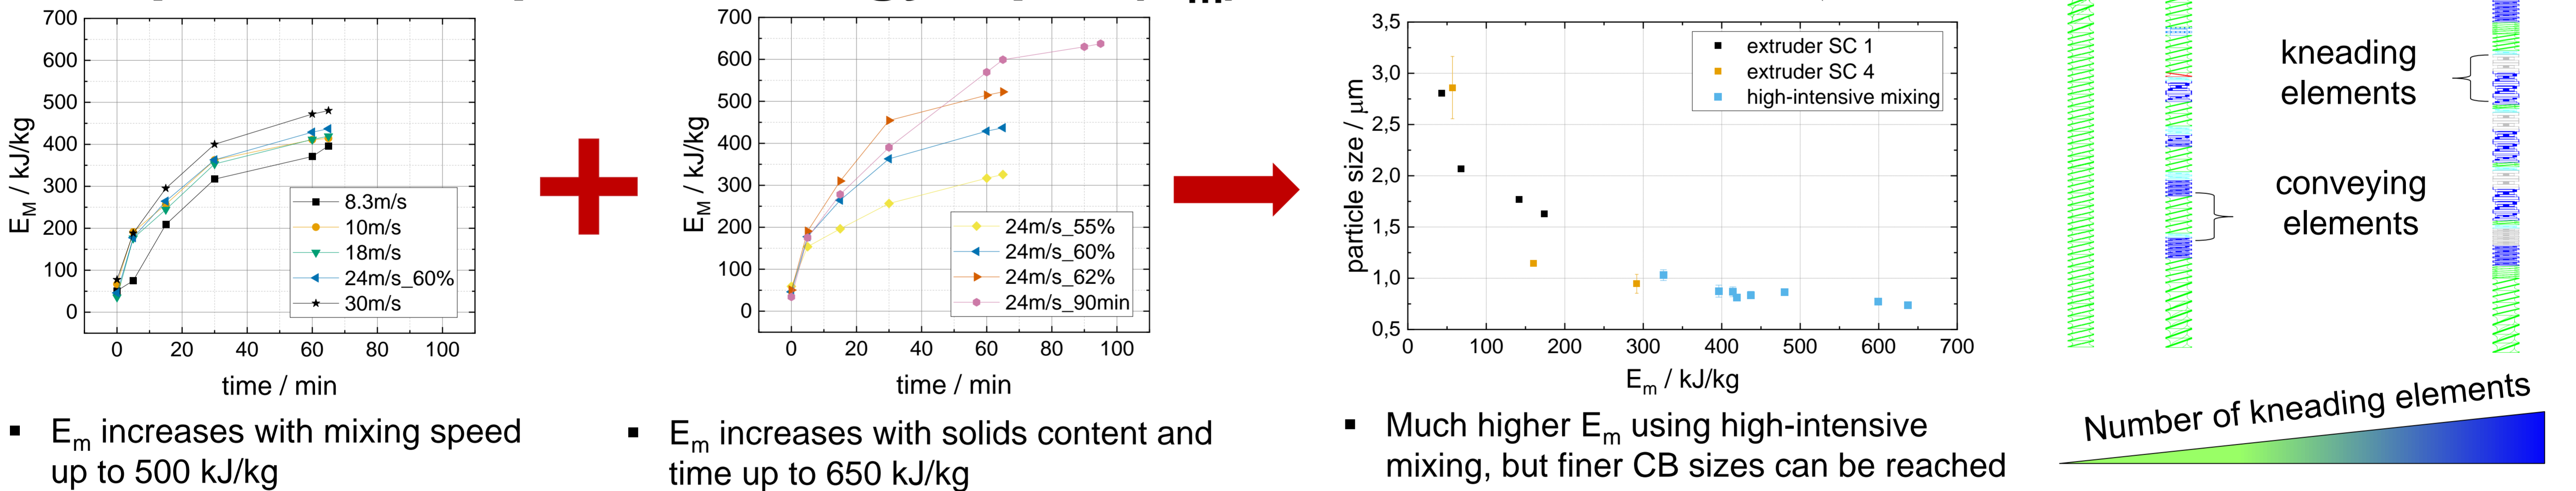 700
600
500
400
300
200
100
0
E_M / kJ/kg
8.3m/s
10m/s
18m/s
24m/s_60%
30m/s
0 20 40 60 80 100
time / min
▪ E_m increases with mixing speed
up to 500 kJ/kg
700
600
500
400
300
200
100
0
E_M / kJ/kg
24m/s_55%
24m/s_60%
24m/s_62%
24m/s_90min
0 20 40 60 80 100
time / min
▪ E_m increases with solids content and
time up to 650 kJ/kg
3,5
3,0
2,5
2,0
1,5
1,0
0,5
particle size / μm
extruder SC 1
extruder SC 4
high-intensive mixing
0 100 200 300 400 500 600 700
E_m / kJ/kg
▪ Much higher E_m using high-intensive
mixing, but finer CB sizes can be reached
kneading
elements
conveying
elements
Number of kneading elements